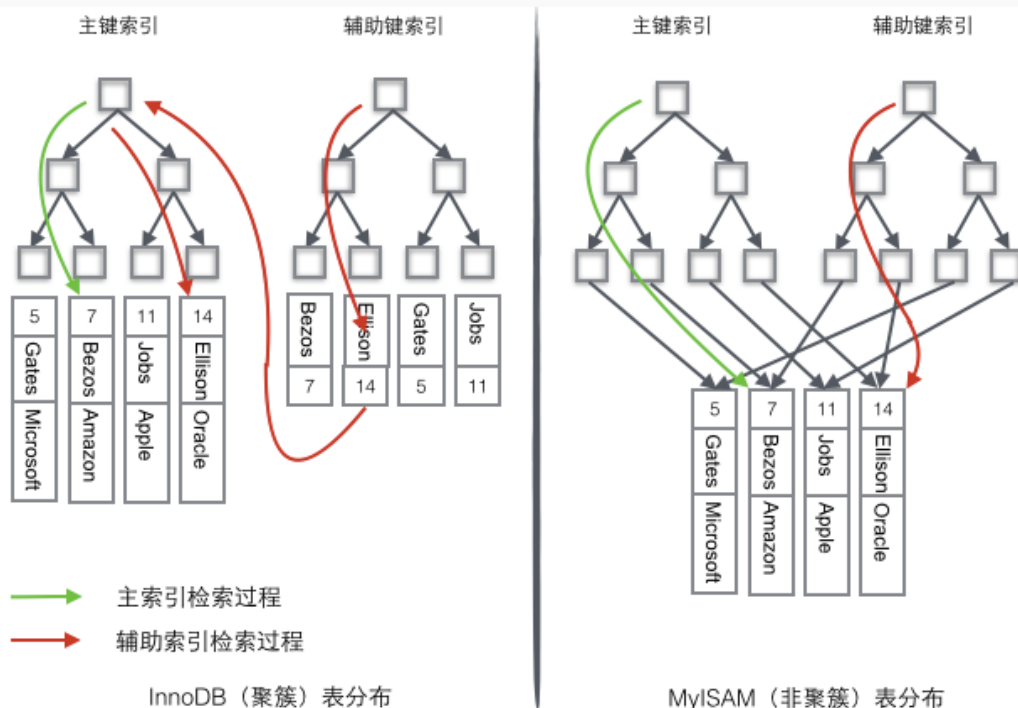 主键索引
辅助键索引
5
7
11
14
Gates
Bezos
Jobs
Ellison
Microsoft
Amazon
Apple
Oracle
Bezos
Ellison
Gates
Jobs
7
14
5
11
主索引检索过程
辅助索引检索过程
InnoDB（聚簇）表分布
主键索引
辅助键索引
5
7
11
14
Gates
Bezos
Jobs
Ellison
Microsoft
Amazon
Apple
Oracle
MyISAM（非聚簇）表分布